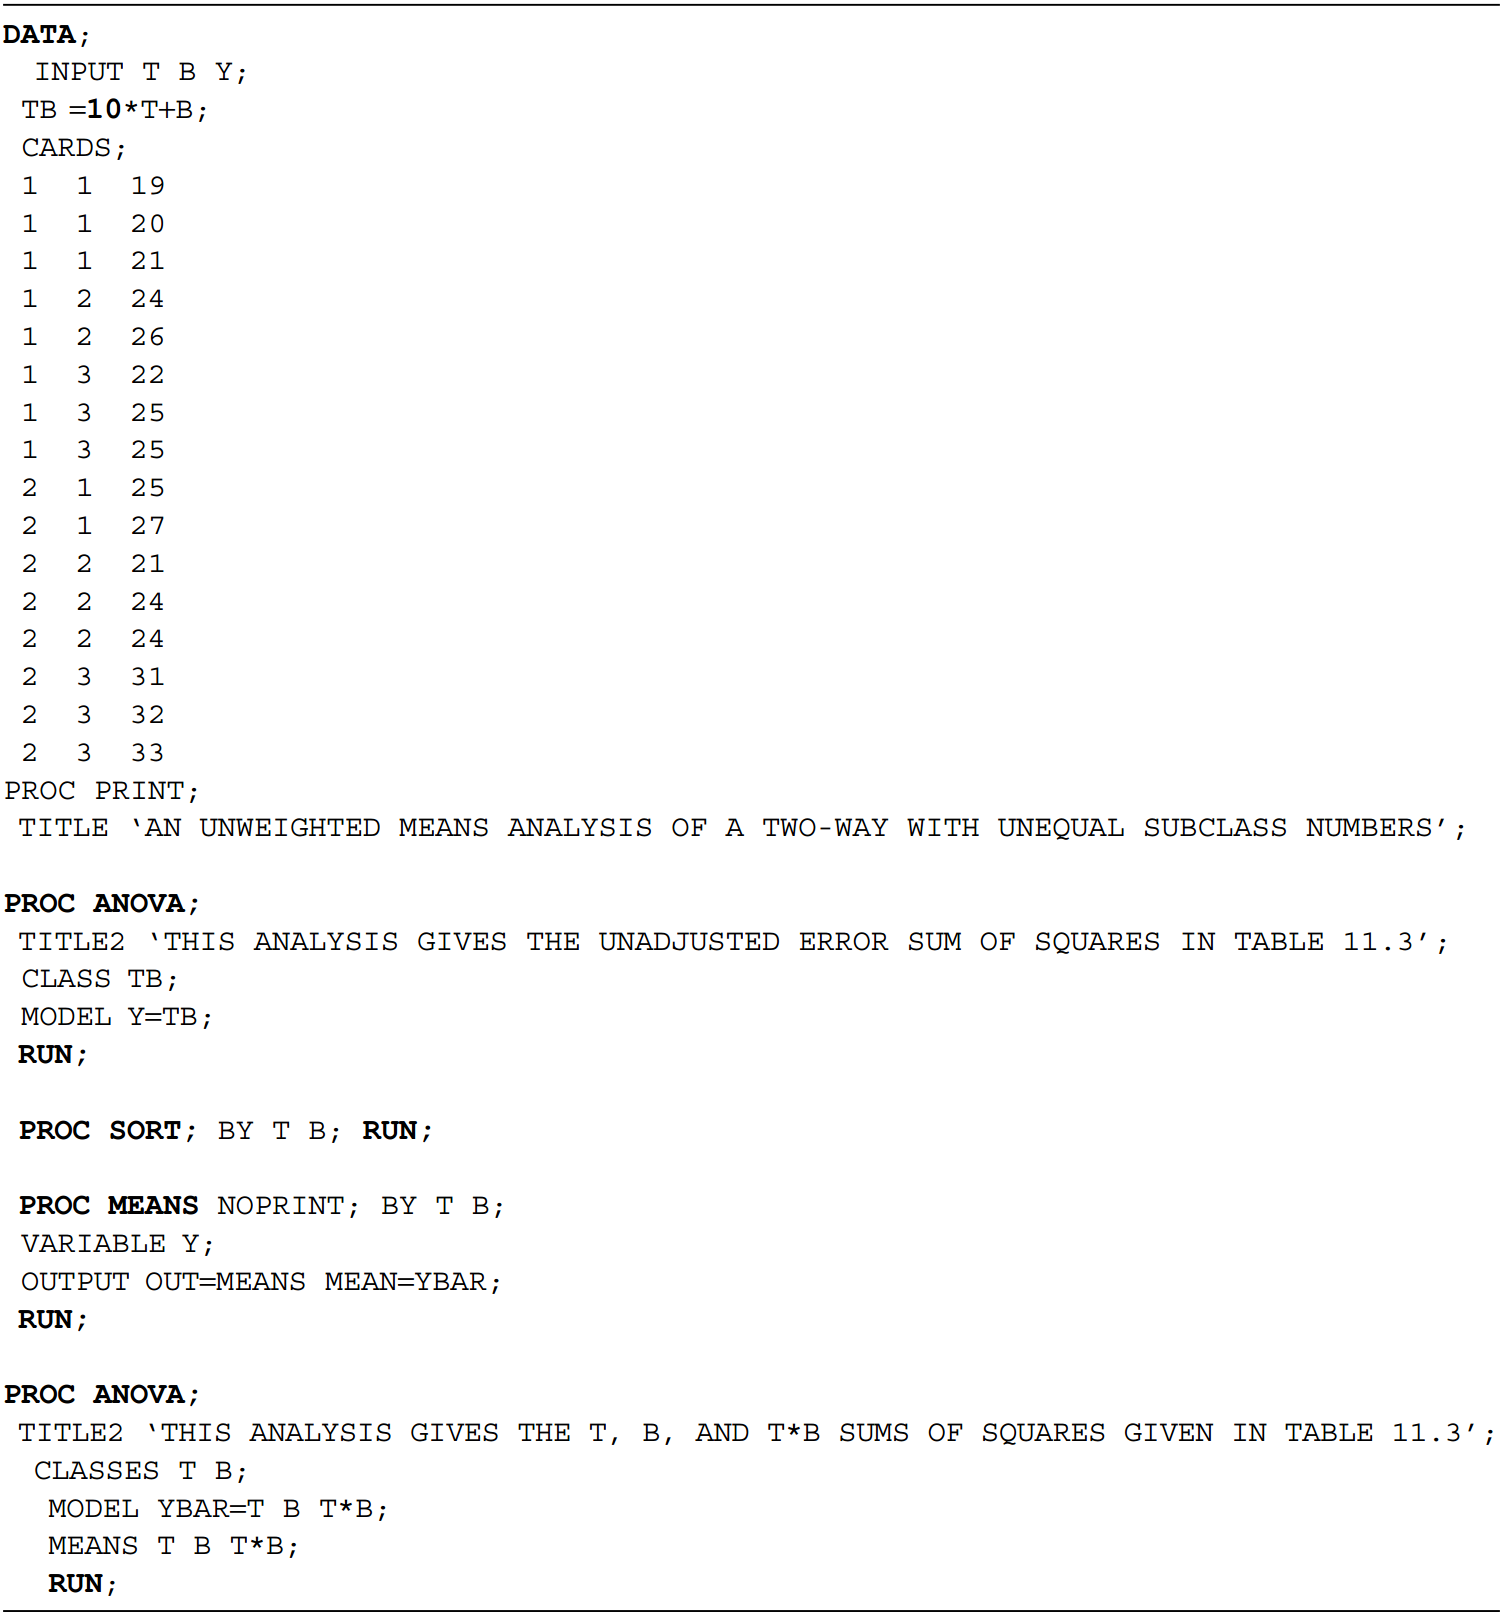 DATA;
INPUT T B Y;
TB =10*T+B;
CARDS;
1 1 19
1 1 20
1 1 21
1 2 24
1 2 26
1 3 22
1 3 25
1 3 25
2 1 25
2 1 27
2 2 21
2 2 24
2 2 24
2 3 31
2 3 32
2 3 33
PROC PRINT;
TITLE ‘AN UNWEIGHTED MEANS ANALYSIS OF A TWO-WAY WITH UNEQUAL SUBCLASS NUMBERS’;
PROC ANOVA;
TITLE2 ‘THIS ANALYSIS GIVES THE UNADJUSTED ERROR SUM OF SQUARES IN TABLE 11.3’;
CLASS TB;
MODEL Y=TB;
RUN;
PROC SORT; BY T B; RUN;
PROC MEANS NOPRINT; BY T B;
VARIABLE Y;
OUTPUT OUT=MEANS MEAN=YBAR;
RUN;
PROC ANOVA;
TITLE2 ‘THIS ANALYSIS GIVES THE T, B, AND T*B SUMS OF SQUARES GIVEN IN TABLE 11.3’;
CLASSES T B;
MODEL YBAR=T B T*B;
MEANS T B T*B;
RUN;